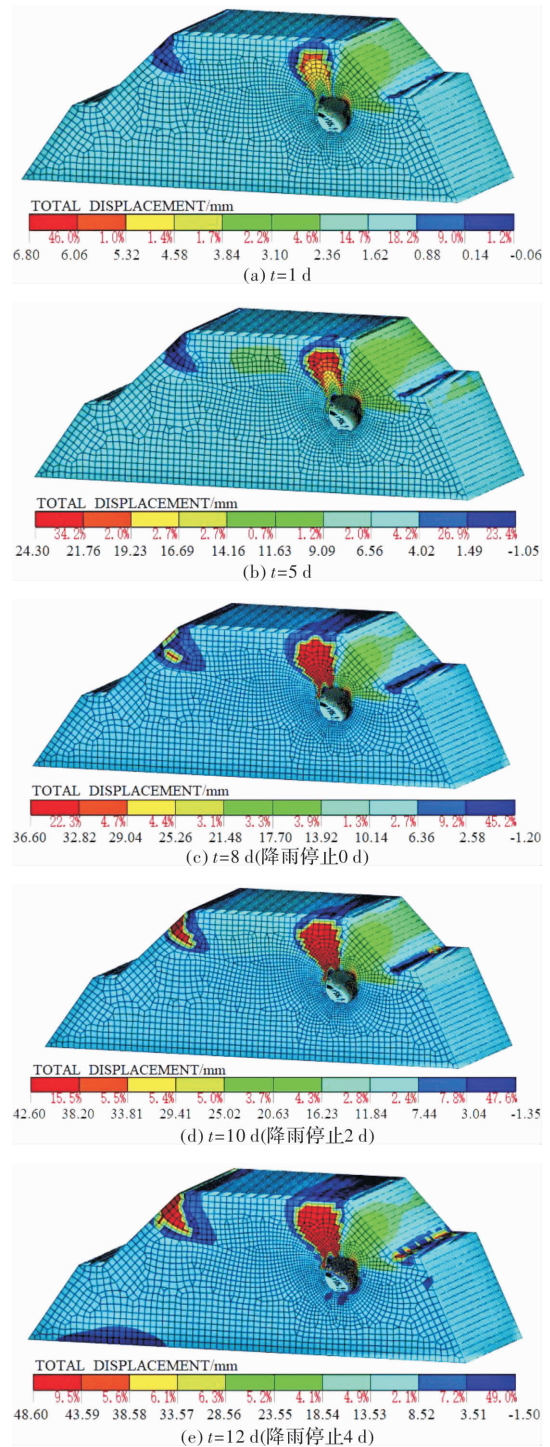 TOTAL DISPLACEMENT/mm
46.0% 1.0% 1.4% 1.7% 2.2% 4.6% 14.7% 18.2% 9.0% 1.2%
6.80 6.06 5.32 4.58 3.84 3.10 2.36 1.62 0.88 0.14 -0.06
(a) t=1 d
TOTAL DISPLACEMENT/mm
34.2% 2.0% 2.7% 2.7% 0.7% 1.2% 2.0% 4.2% 26.9% 23.4%
24.30 21.76 19.23 16.69 14.16 11.63 9.09 6.56 4.02 1.49 -1.05
(b) t=5 d
TOTAL DISPLACEMENT/mm
22.3% 4.7% 4.4% 3.1% 3.3% 3.9% 1.3% 2.7% 9.2% 45.2%
36.60 32.82 29.04 25.26 21.48 17.70 13.92 10.14 6.36 2.58 -1.20
(c) t=8 d(降雨停止0 d)
TOTAL DISPLACEMENT/mm
15.5% 5.5% 5.4% 5.0% 3.7% 4.3% 2.8% 2.4% 7.8% 47.6%
42.60 38.20 33.81 29.41 25.02 20.63 16.23 11.84 7.44 3.04 -1.35
(d) t=10 d(降雨停止2 d)
TOTAL DISPLACEMENT/mm
9.5% 5.6% 6.1% 6.3% 5.2% 4.1% 4.9% 2.1% 7.2% 49.0%
48.60 43.59 38.58 33.57 28.56 23.55 18.54 13.53 8.52 3.51 -1.50
(e) t=12 d(降雨停止4 d)